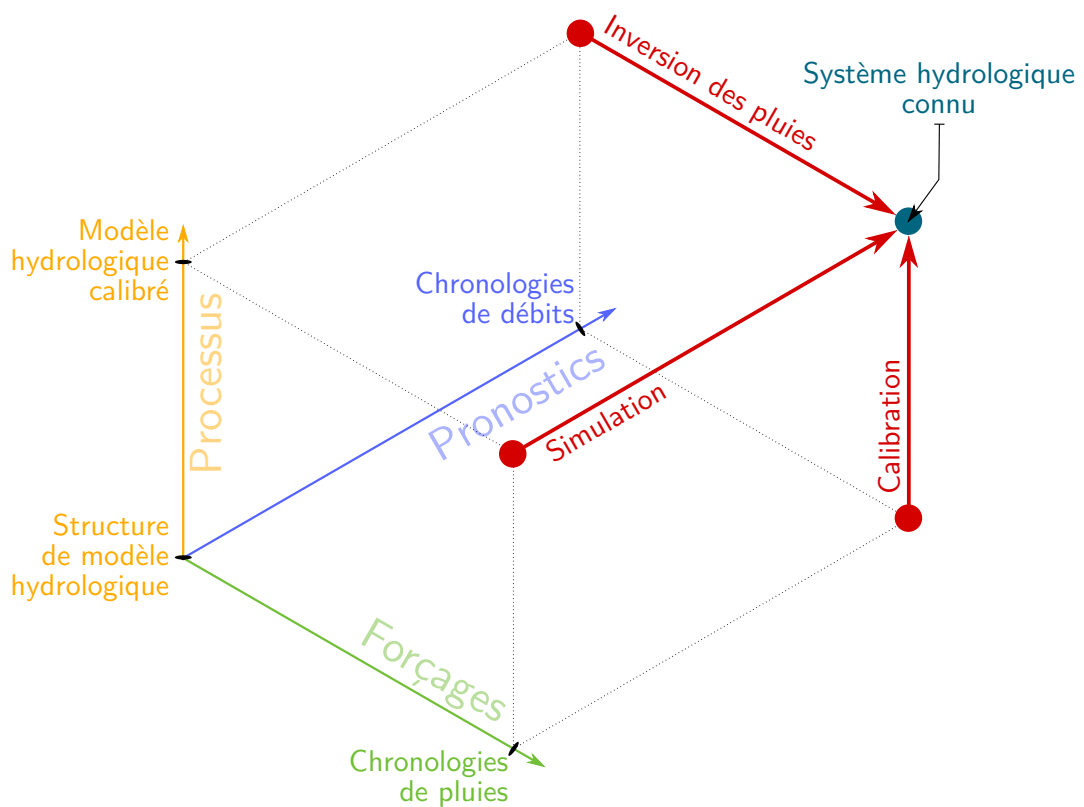 Inversion des pluies
Système hydrologique
connu
Modèle
hydrologique
calibré
Processus
Chronologies
de débits
Pronostics
Simulation
Calibration
Structure
de modèle
hydrologique
Forçages
Chronologies
de pluies